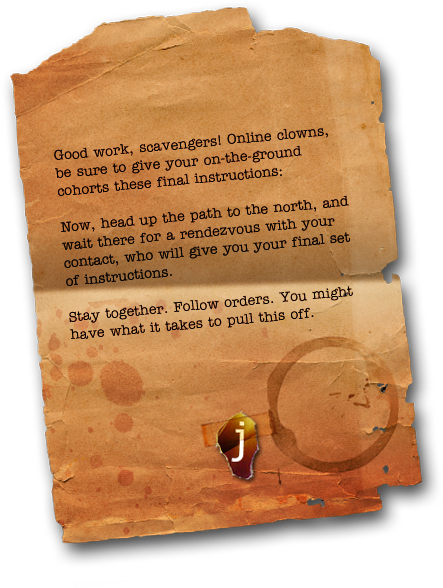 Good work, scavengers! Online clowns,
be sure to give your on-the-ground
cohorts these final instructions:
Now, head up the path to the north, and
wait there for a rendezvous with your
contact, who will give you your final set
of instructions.
Stay together. Follow orders. You might
have what it takes to pull this off.
j